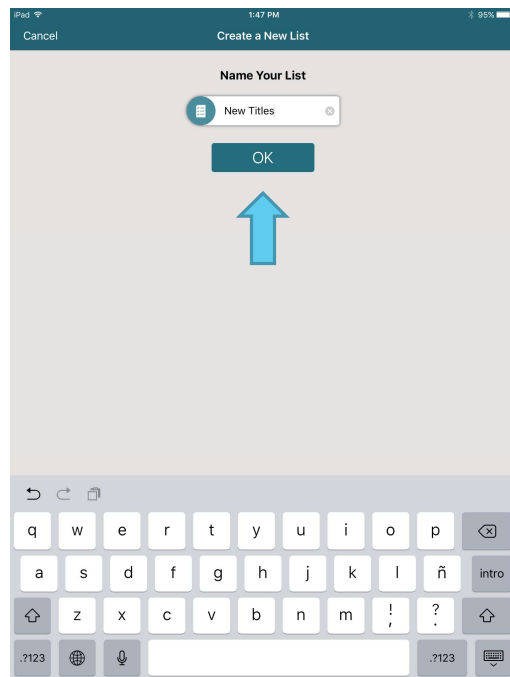 iPad 1:47 PM 95%
Cancel Create a New List
Name Your List
New Titles
OK
q w e r t y u i o p
a s d f g h j k l ñ intro
z x c v b n m ! , ? .
.?123 .?123